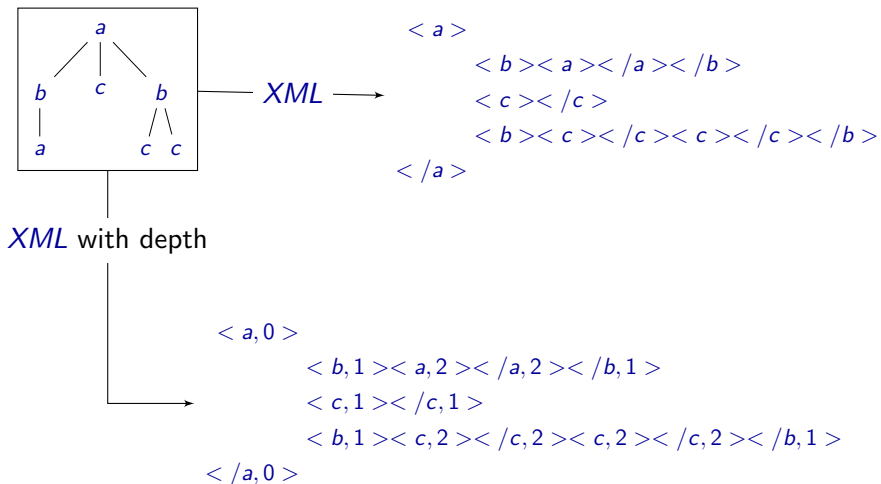 a
b c b
a c c
XML
< a >
< b >< a >< /a >< /b >
< c >< /c >
< b >< c >< /c >< c >< /c >< /b >
< /a >
XML with depth
< a, 0 >
< b, 1 >< a, 2 >< /a, 2 >< /b, 1 >
< c, 1 >< /c, 1 >
< b, 1 >< c, 2 >< /c, 2 >< c, 2 >< /c, 2 >< /b, 1 >
< /a, 0 >